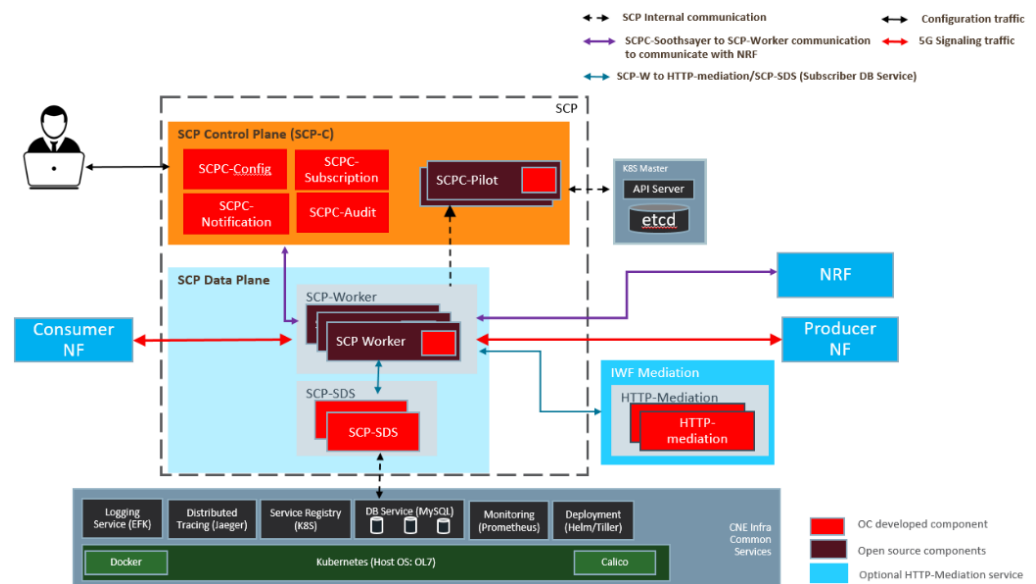 SCP Internal communication
Configuration traffic
SCPC-Soothsayer to SCP-Worker communication
to communicate with NRF
5G Signaling traffic
SCP-W to HTTP-mediation/SCP-SDS (Subscriber DB Service)
SCP
SCP Control Plane (SCP-C)
SCPC-Config
SCPC-
Subscription
SCPC-
Notification
SCPC-Audit
SCPC-Pilot
K8S Master
API Server
etcd
SCP Data Plane
SCP-Worker
SCP Worker
NRF
Consumer
NF
Producer
NF
SCP-SDS
SCP-SDS
IWF Mediation
HTTP-Mediation
HTTP-
mediation
Logging
Service (EFK)
Distributed
Tracing (Jaeger)
Service Registry
(K8S)
DB Service (MySQL)
Monitoring
(Prometheus)
Deployment
(Helm/Tiller)
CNE Infra
Common
Services
Docker
Kubernetes (Host OS: OL7)
Calico
OC developed component
Open source components
Optional HTTP-Mediation service